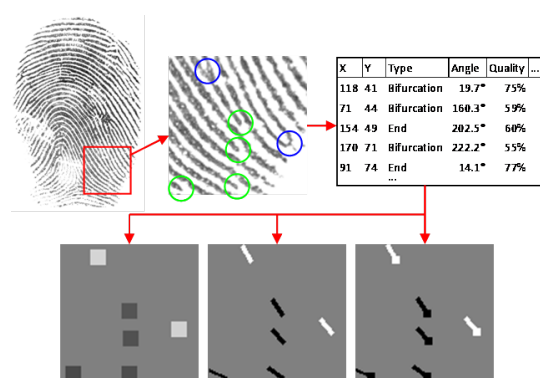 X Y Type Angle Quality ...
118 41 Bifurcation 19.7° 75%
71 44 Bifurcation 160.3° 59%
154 49 End 202.5° 60%
170 71 Bifurcation 222.2° 55%
91 74 End 14.1° 77%
...